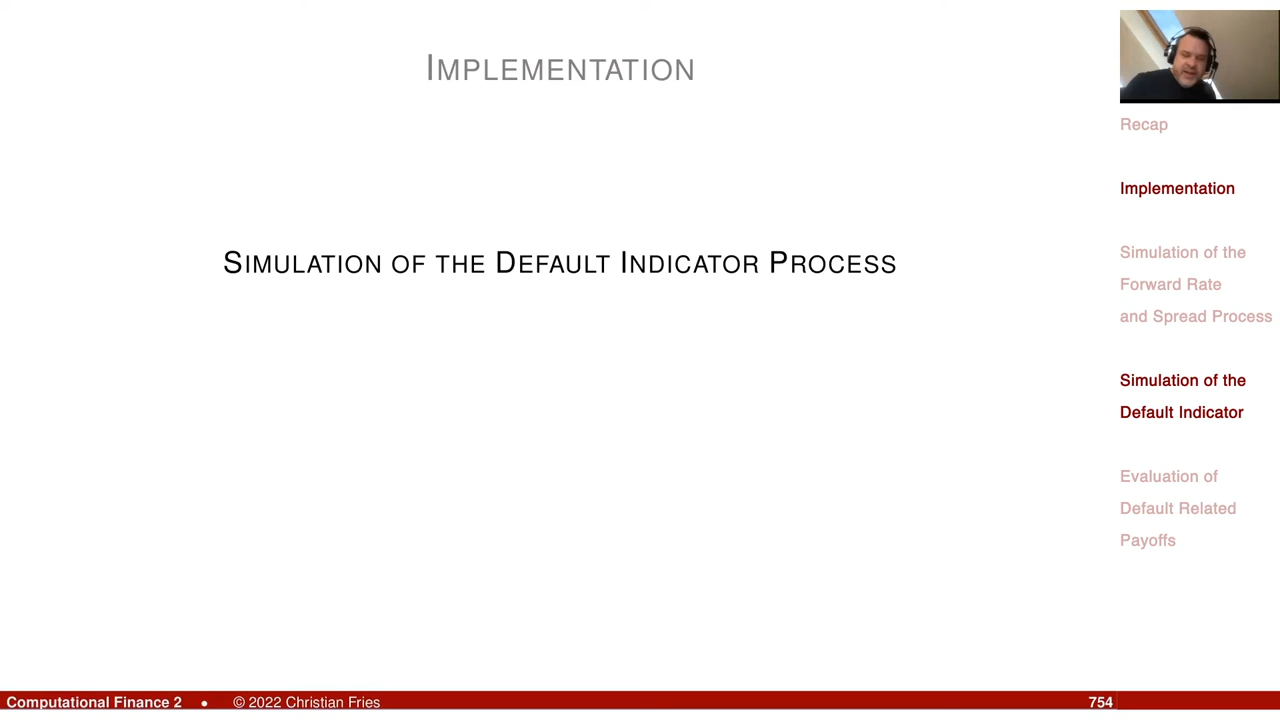 IMPLEMENTATION
SIMULATION OF THE DEFAULT INDICATOR PROCESS
Recap
Implementation
Simulation of the
Forward Rate
and Spread Process
Simulation of the
Default Indicator
Evaluation of
Default Related
Payoffs
Computational Finance 2 • © 2022 Christian Fries 754